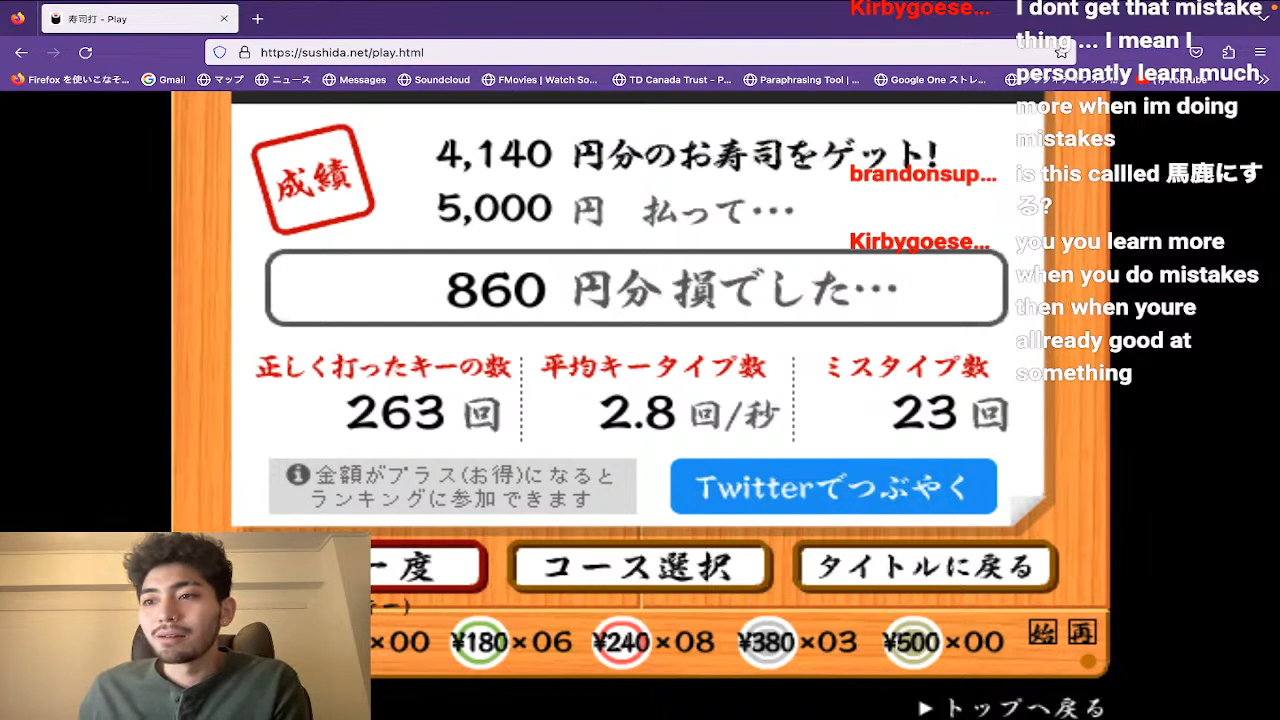 寿司打 - Play
https://sushida.net/play.html
Firefox を使いこなそ...
Gmail
マップ
ニュース
Messages
Soundcloud
FMovies | Watch So...
TD Canada Trust - P...
Paraphrasing Tool | ...
Google One ストレ...
Kirbygoese... I dont get that mistake
thing ... I mean I
personatly learn much
more when im doing
mistakes
brandonsup... is this callled 馬鹿にす
る?
Kirbygoese... you you learn more
when you do mistakes
then when youre
allready good at
something
成績
4,140 円分のお寿司をゲット!
5,000 円 払って…
860 円分 損でした…
正しく打ったキーの数 平均キータイプ数 ミスタイプ数
263 回 2.8 回/秒 23 回
金額がプラス(お得)になると
ランキングに参加できます
Twitterでつぶやく
一度 コース選択 タイトルに戻る
キー)
×00 ¥180×06 ¥240×08 ¥380×03 ¥500×00 始 再
▶トップへ戻る